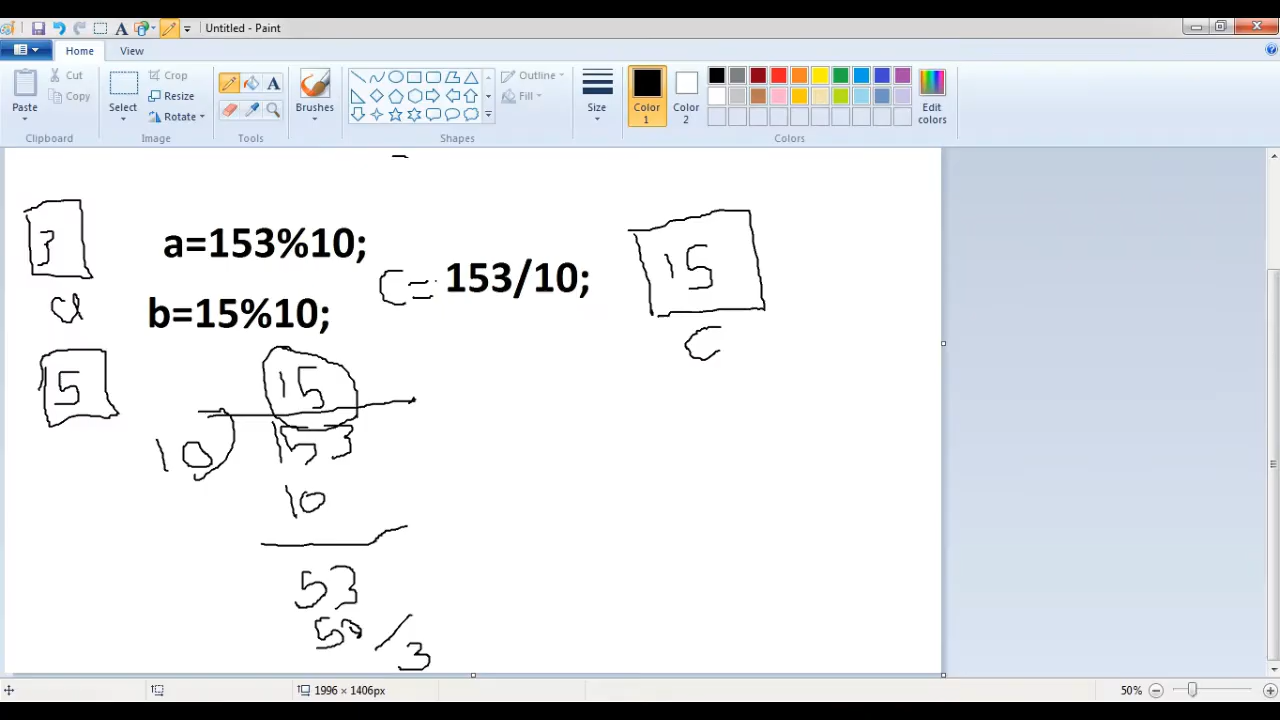 Untitled - Paint
Home View
Paste
Cut
Copy
Clipboard
Select
Crop
Resize
Rotate
Image
Tools
Brushes
Outline
Fill
Shapes
Size
Color 1
Color 2
Edit colors
Colors
3
a=153%10;
a
C= 153/10;
15
C
b=15%10;
5
15
10
153
10
53
50
3
1996 × 1406px
50%